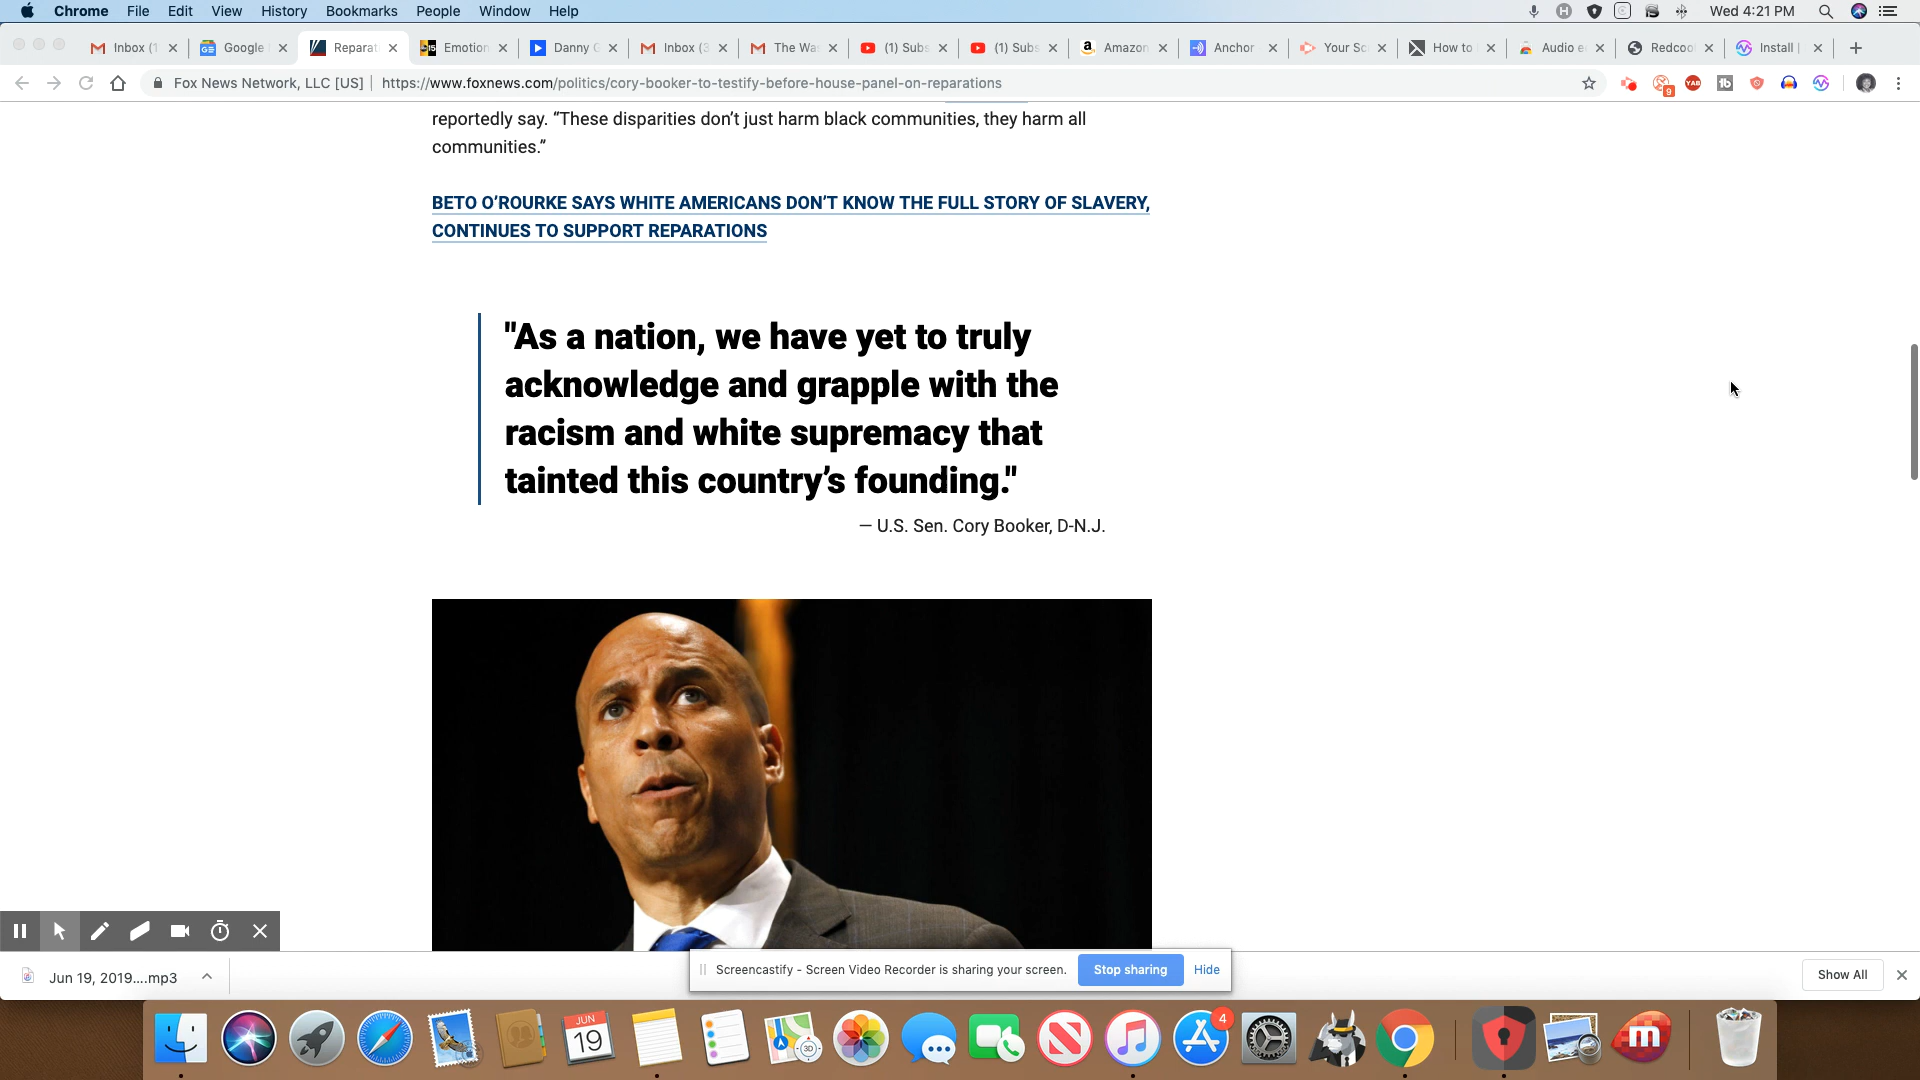 Chrome File Edit View History Bookmarks People Window Help Wed 4:21 PM
Inbox (1 Google Reparat Emotion Danny Inbox (3 The Wa (1) Subs (1) Subs Amazon Anchor Your Sc How to Audio e Redcoo Install
Fox News Network, LLC [US] https://www.foxnews.com/politics/cory-booker-to-testify-before-house-panel-on-reparations 9 YAB tb
reportedly say. “These disparities don’t just harm black communities, they harm all
communities.”
BETO O’ROURKE SAYS WHITE AMERICANS DON’T KNOW THE FULL STORY OF SLAVERY,
CONTINUES TO SUPPORT REPARATIONS
"As a nation, we have yet to truly
acknowledge and grapple with the
racism and white supremacy that
tainted this country’s founding."
— U.S. Sen. Cory Booker, D-N.J.
Screencastify - Screen Video Recorder is sharing your screen. Stop sharing Hide
Jun 19, 2019....mp3 Show All
JUN
19
3D
4